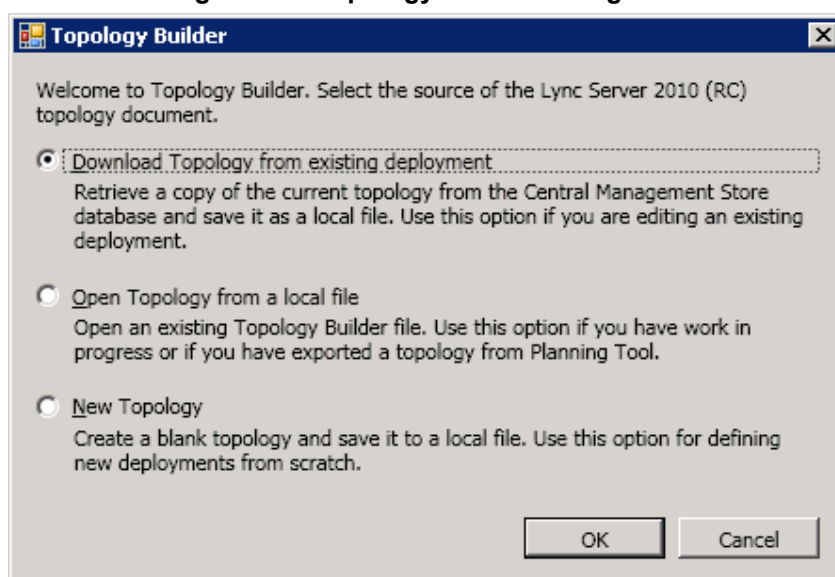 Topology Builder
Welcome to Topology Builder. Select the source of the Lync Server 2010 (RC)
topology document.
Download Topology from existing deployment
Retrieve a copy of the current topology from the Central Management Store
database and save it as a local file. Use this option if you are editing an existing
deployment.
Open Topology from a local file
Open an existing Topology Builder file. Use this option if you have work in
progress or if you have exported a topology from Planning Tool.
New Topology
Create a blank topology and save it to a local file. Use this option for defining
new deployments from scratch.
OK Cancel